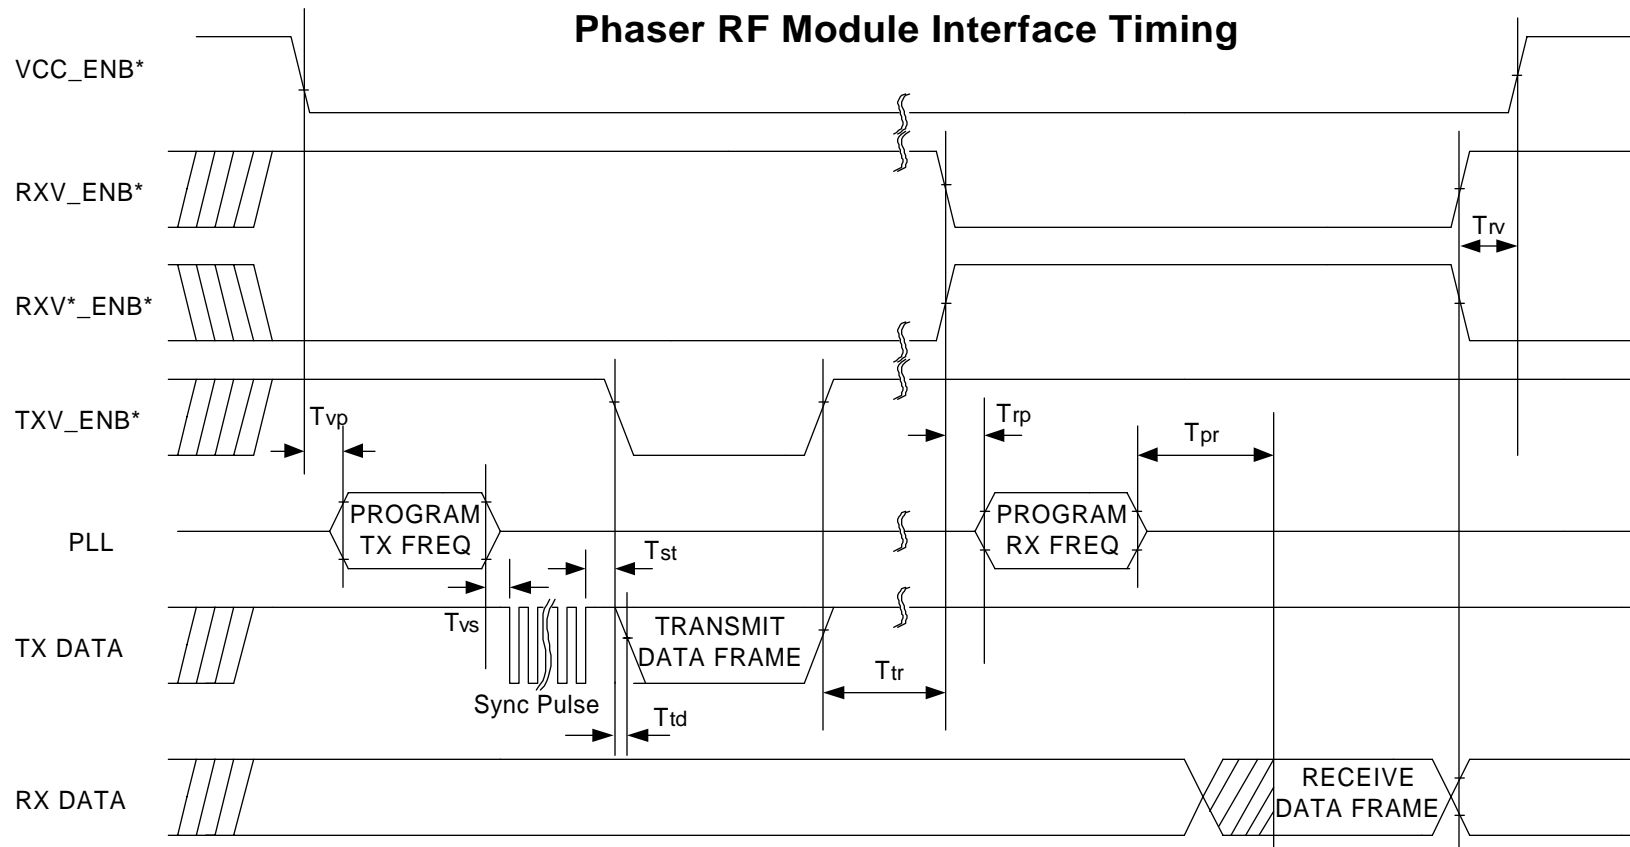 Phaser RF Module Interface Timing
VCC_ENB*
RXV_ENB*
Trv
RXV*_ENB*
TXV_ENB*
Tvp
Trp
Tpr
PLL
PROGRAM
TX FREQ
PROGRAM
RX FREQ
Tst
TX DATA
Tvs
TRANSMIT
DATA FRAME
Ttr
Sync Pulse
Ttd
RX DATA
RECEIVE
DATA FRAME